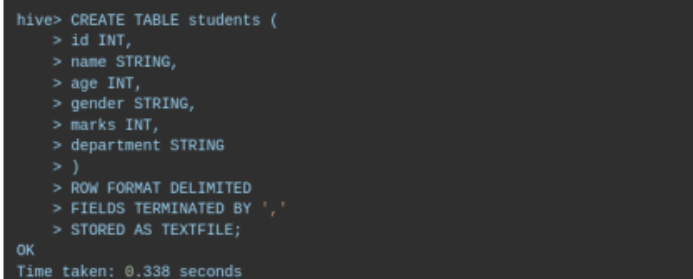 hive> CREATE TABLE students (
    > id INT,
    > name STRING,
    > age INT,
    > gender STRING,
    > marks INT,
    > department STRING
    > )
    > ROW FORMAT DELIMITED
    > FIELDS TERMINATED BY ','
    > STORED AS TEXTFILE;
OK
Time taken: 0.338 seconds